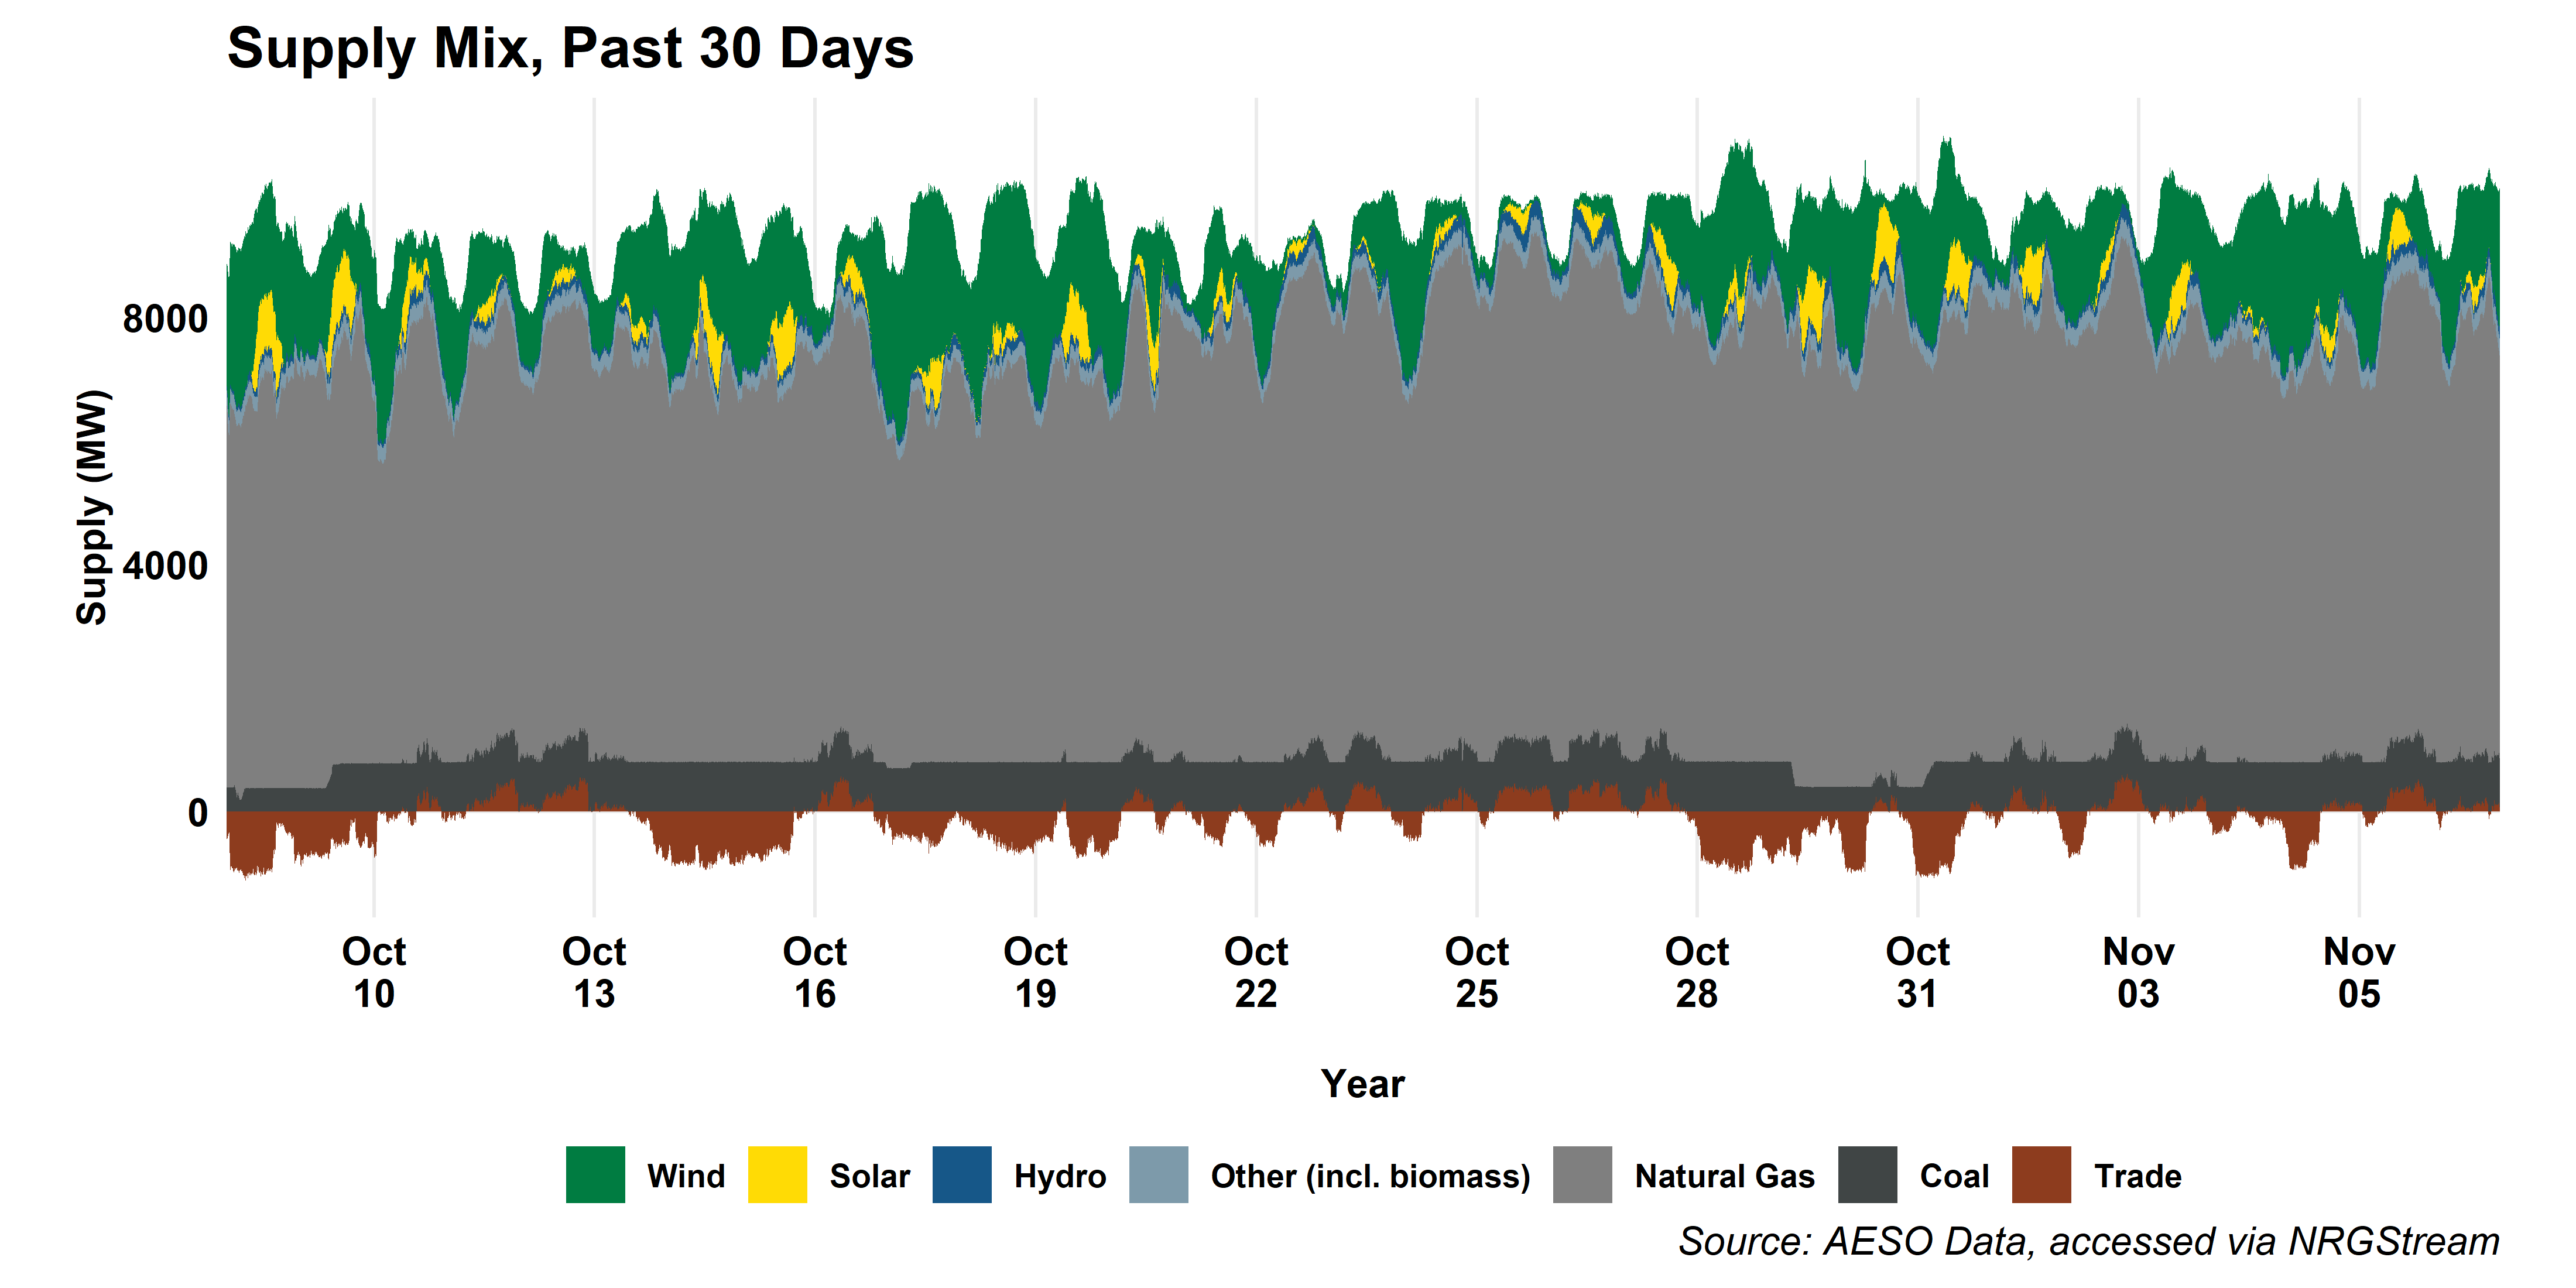 Supply Mix, Past 30 Days
Supply (MW)
8000
4000
0
Oct 10
Oct 13
Oct 16
Oct 19
Oct 22
Oct 25
Oct 28
Oct 31
Nov 03
Nov 05
Year
Wind Solar Hydro Other (incl. biomass) Natural Gas Coal Trade
Source: AESO Data, accessed via NRGStream